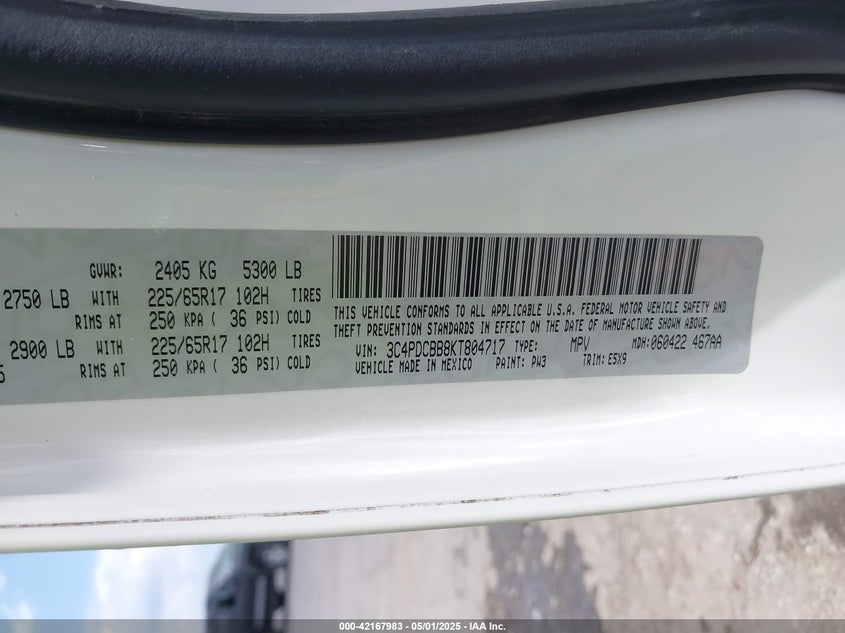 GVWR: 2405 KG 5300 LB
2750 LB WITH 225/65R17 102H TIRES
RIMS AT 250 KPA ( 36 PSI) COLD
2900 LB WITH 225/65R17 102H TIRES
RIMS AT 250 KPA ( 36 PSI) COLD
THIS VEHICLE CONFORMS TO ALL APPLICABLE U.S.A. FEDERAL MOTOR VEHICLE SAFETY AND
THEFT PREVENTION STANDARDS IN EFFECT ON THE DATE OF MANUFACTURE SHOWN ABOVE.
VIN: 3C4PDCBB8KT804717 TYPE: MPV MDH: 060422 467AA
VEHICLE MADE IN MEXICO PAINT: PW3 TRIM: E5X9
000-42167983 - 05/01/2025 - IAA Inc.